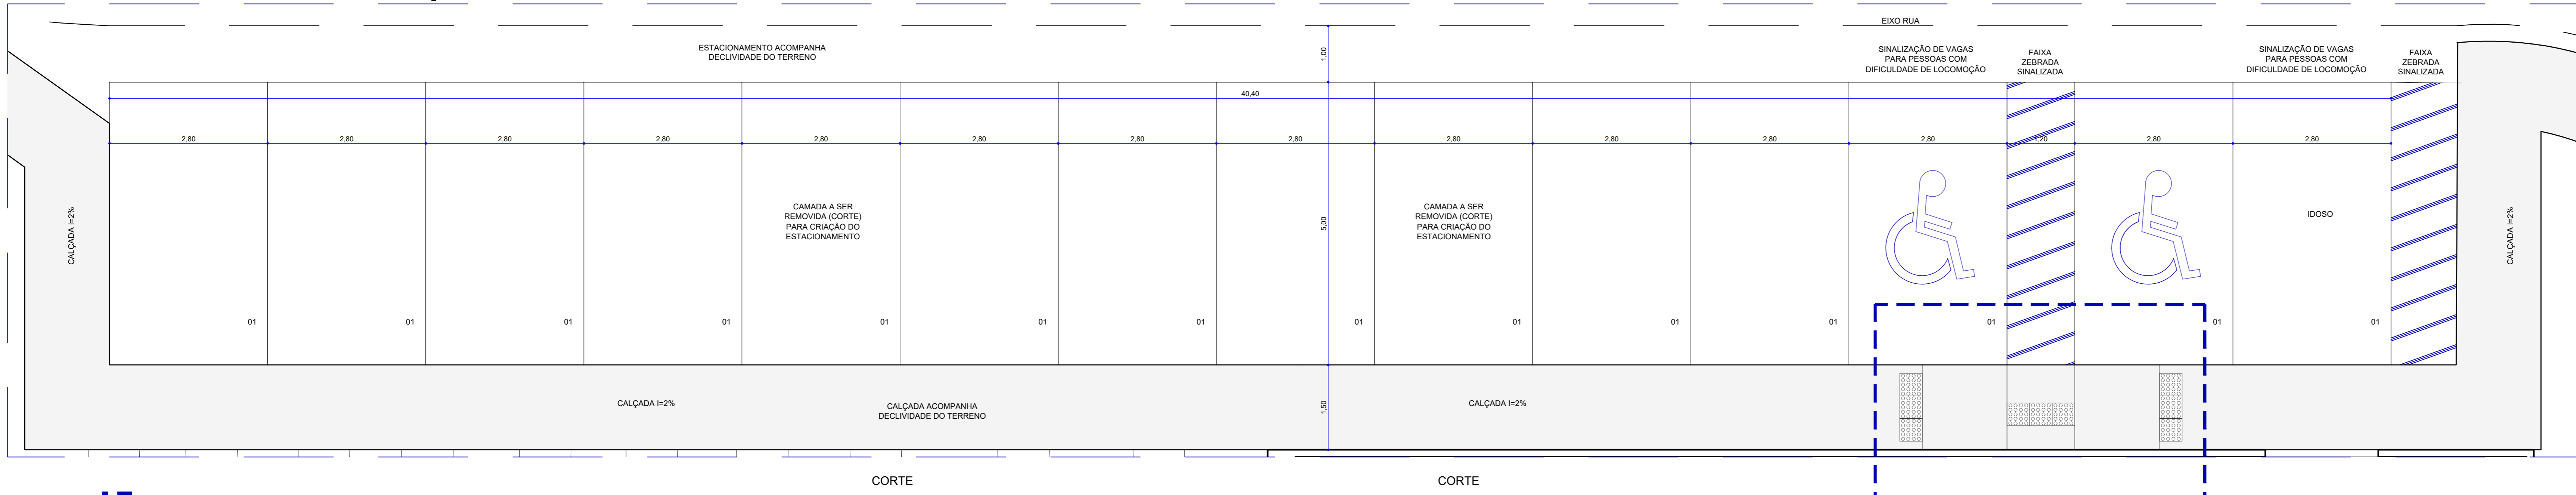 EIXO RUA
ESTACIONAMENTO ACOMPANHA
DECLIVIDADE DO TERRENO
1,00
SINALIZAÇÃO DE VAGAS
PARA PESSOAS COM
DIFICULDADE DE LOCOMOÇÃO
FAIXA
ZEBRADA
SINALIZADA
SINALIZAÇÃO DE VAGAS
PARA PESSOAS COM
DIFICULDADE DE LOCOMOÇÃO
FAIXA
ZEBRADA
SINALIZADA
40,40
2,80
2,80
2,80
2,80
2,80
2,80
2,80
2,80
2,80
2,80
2,80
2,80
1,20
2,80
2,80
CALÇADA I=2%
CAMADA A SER
REMOVIDA (CORTE)
PARA CRIAÇÃO DO
ESTACIONAMENTO
5,00
CAMADA A SER
REMOVIDA (CORTE)
PARA CRIAÇÃO DO
ESTACIONAMENTO
IDOSO
CALÇADA I=2%
01
01
01
01
01
01
01
01
01
01
01
01
01
01
CALÇADA I=2%
CALÇADA ACOMPANHA
DECLIVIDADE DO TERRENO
1,50
CALÇADA I=2%
CORTE
CORTE